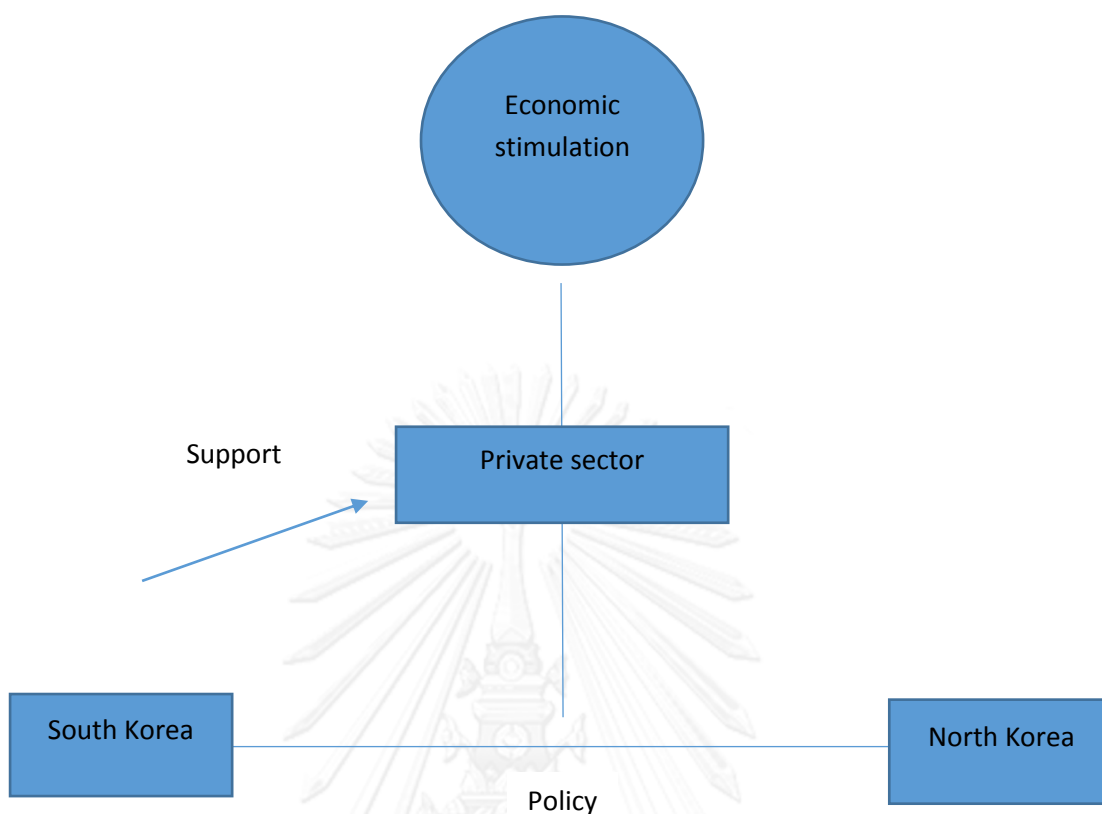 Economic
stimulation
Support
Private sector
South Korea
North Korea
Policy